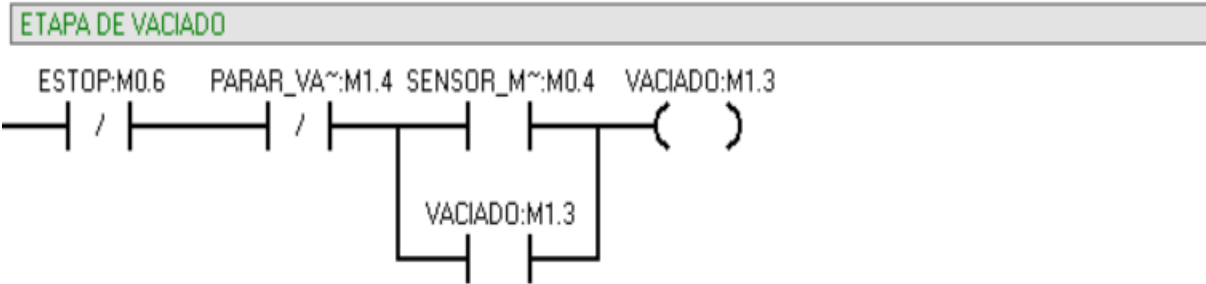 ETAPA DE VACIADO
ESTOP:M0.6 PARAR_VA~:M1.4 SENSOR_M~:M0.4 VACIADO:M1.3
/ /
VACIADO:M1.3